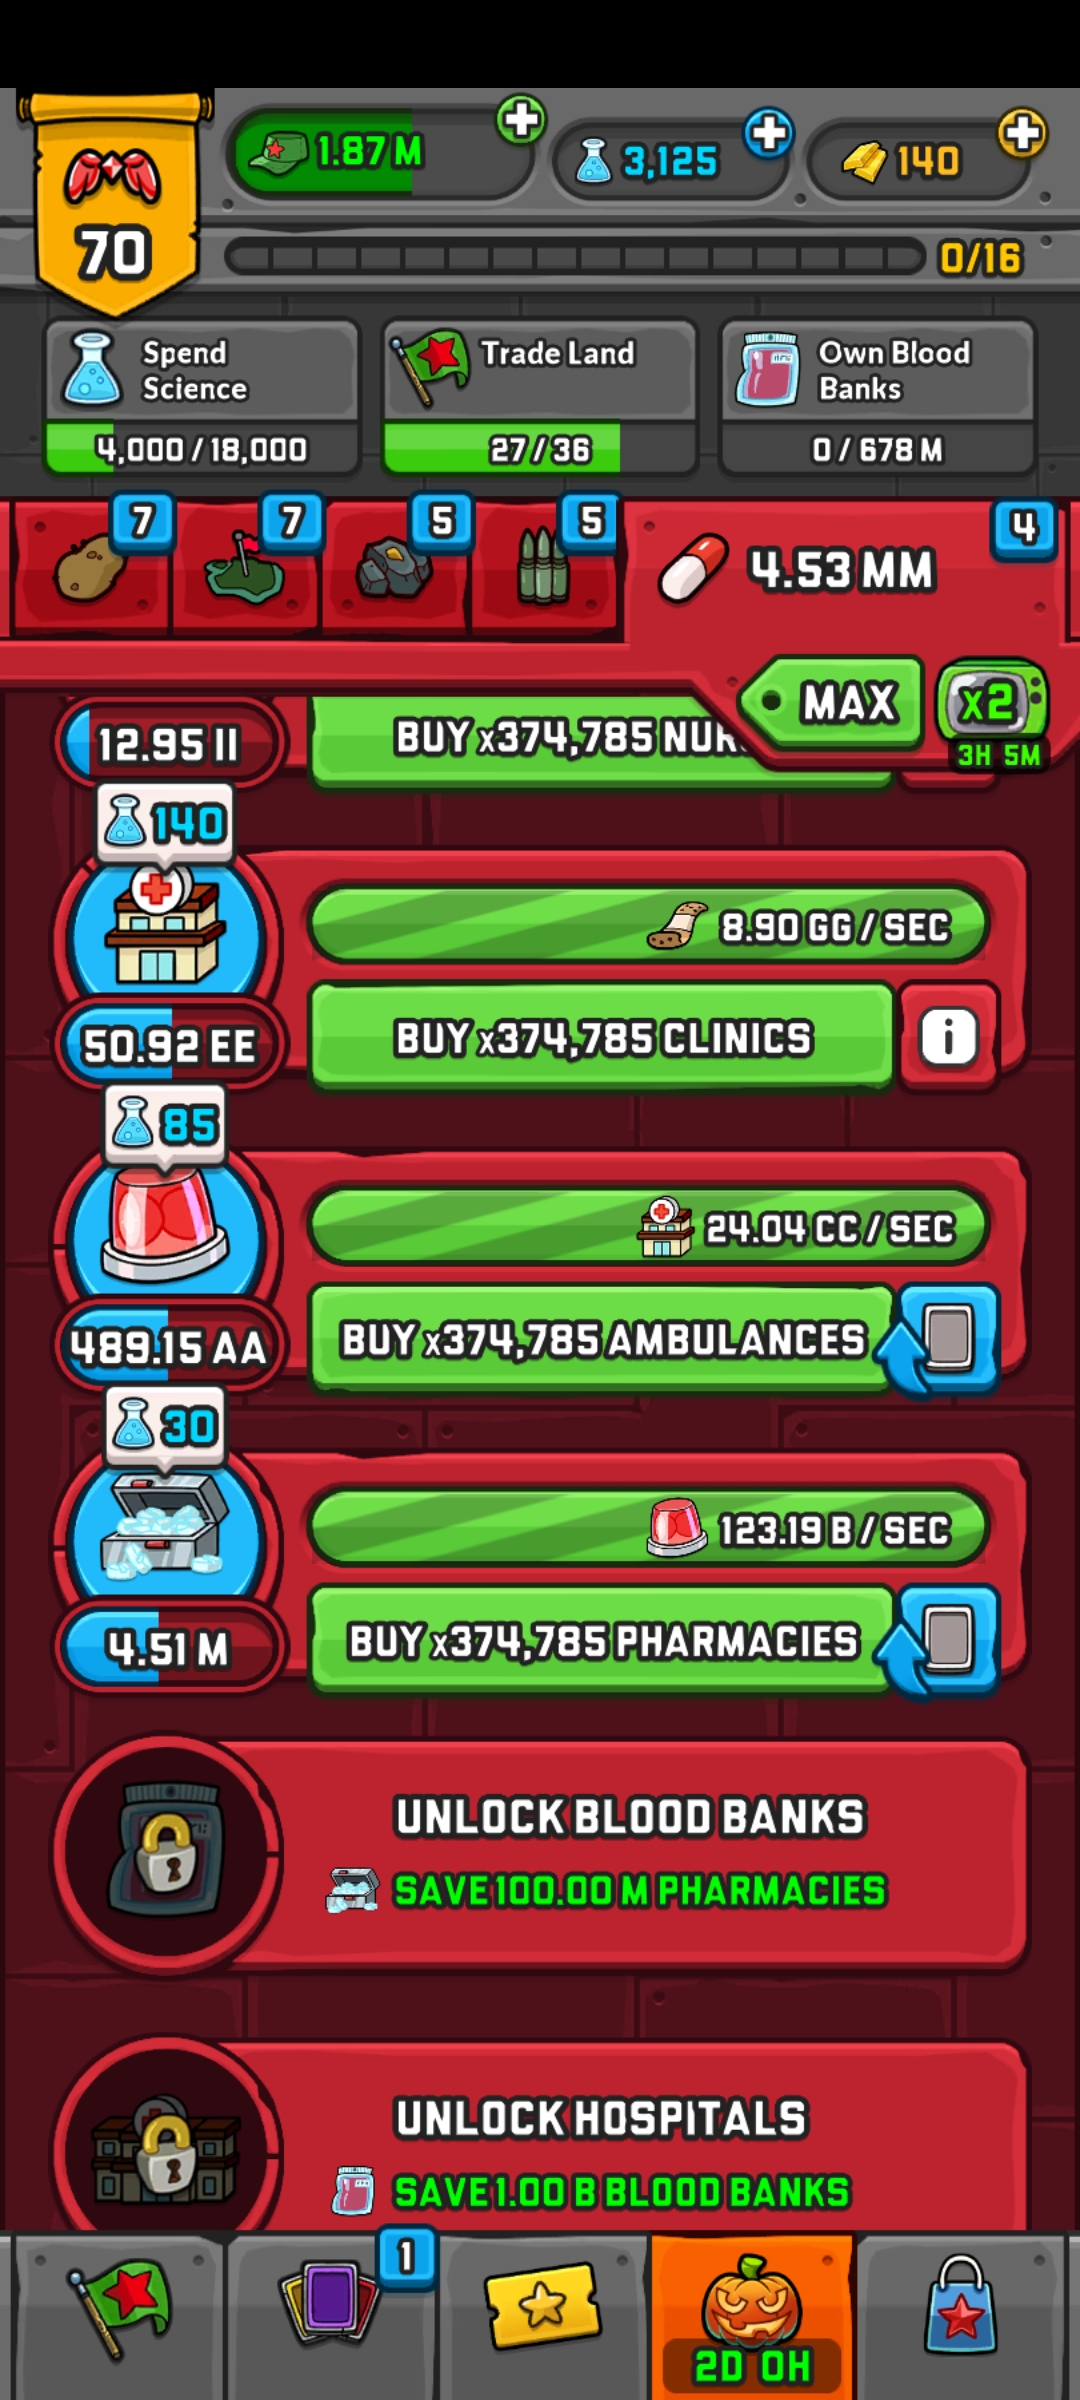 70
1.87 M
3,125
140
0/16
Spend
Science
4,000 / 18,000
Trade Land
27 / 36
Own Blood
Banks
0 / 678 M
7
7
5
5
4.53 MM
4
MAX
x2
3H 5M
12.95 II
BUY x374,785
140
8.90 GG / SEC
50.92 EE
BUY x374,785 CLINICS
i
85
24.04 CC / SEC
489.15 AA
BUY x374,785 AMBULANCES
30
123.19 B / SEC
4.51 M
BUY x374,785 PHARMACIES
UNLOCK BLOOD BANKS
SAVE 100.00 M PHARMACIES
UNLOCK HOSPITALS
SAVE 1.00 B BLOOD BANKS
1
2D 0H